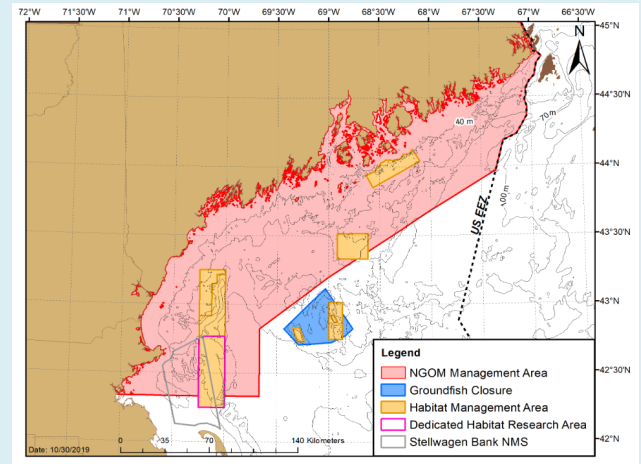 72°W 71°30'W 71°W 70°30'W 70°W 69°30'W 69°W 68°30'W 68°W 67°30'W 67°W 66°30'W
45°N
N
70 m
40 m
44°30'N
44°N
100 m
US EEZ
43°30'N
43°N
42°30'N
42°N
Legend
NGOM Management Area
Groundfish Closure
Habitat Management Area
Dedicated Habitat Research Area
Stellwagen Bank NMS
0 35 70 140 Kilometers
Date: 10/30/2019